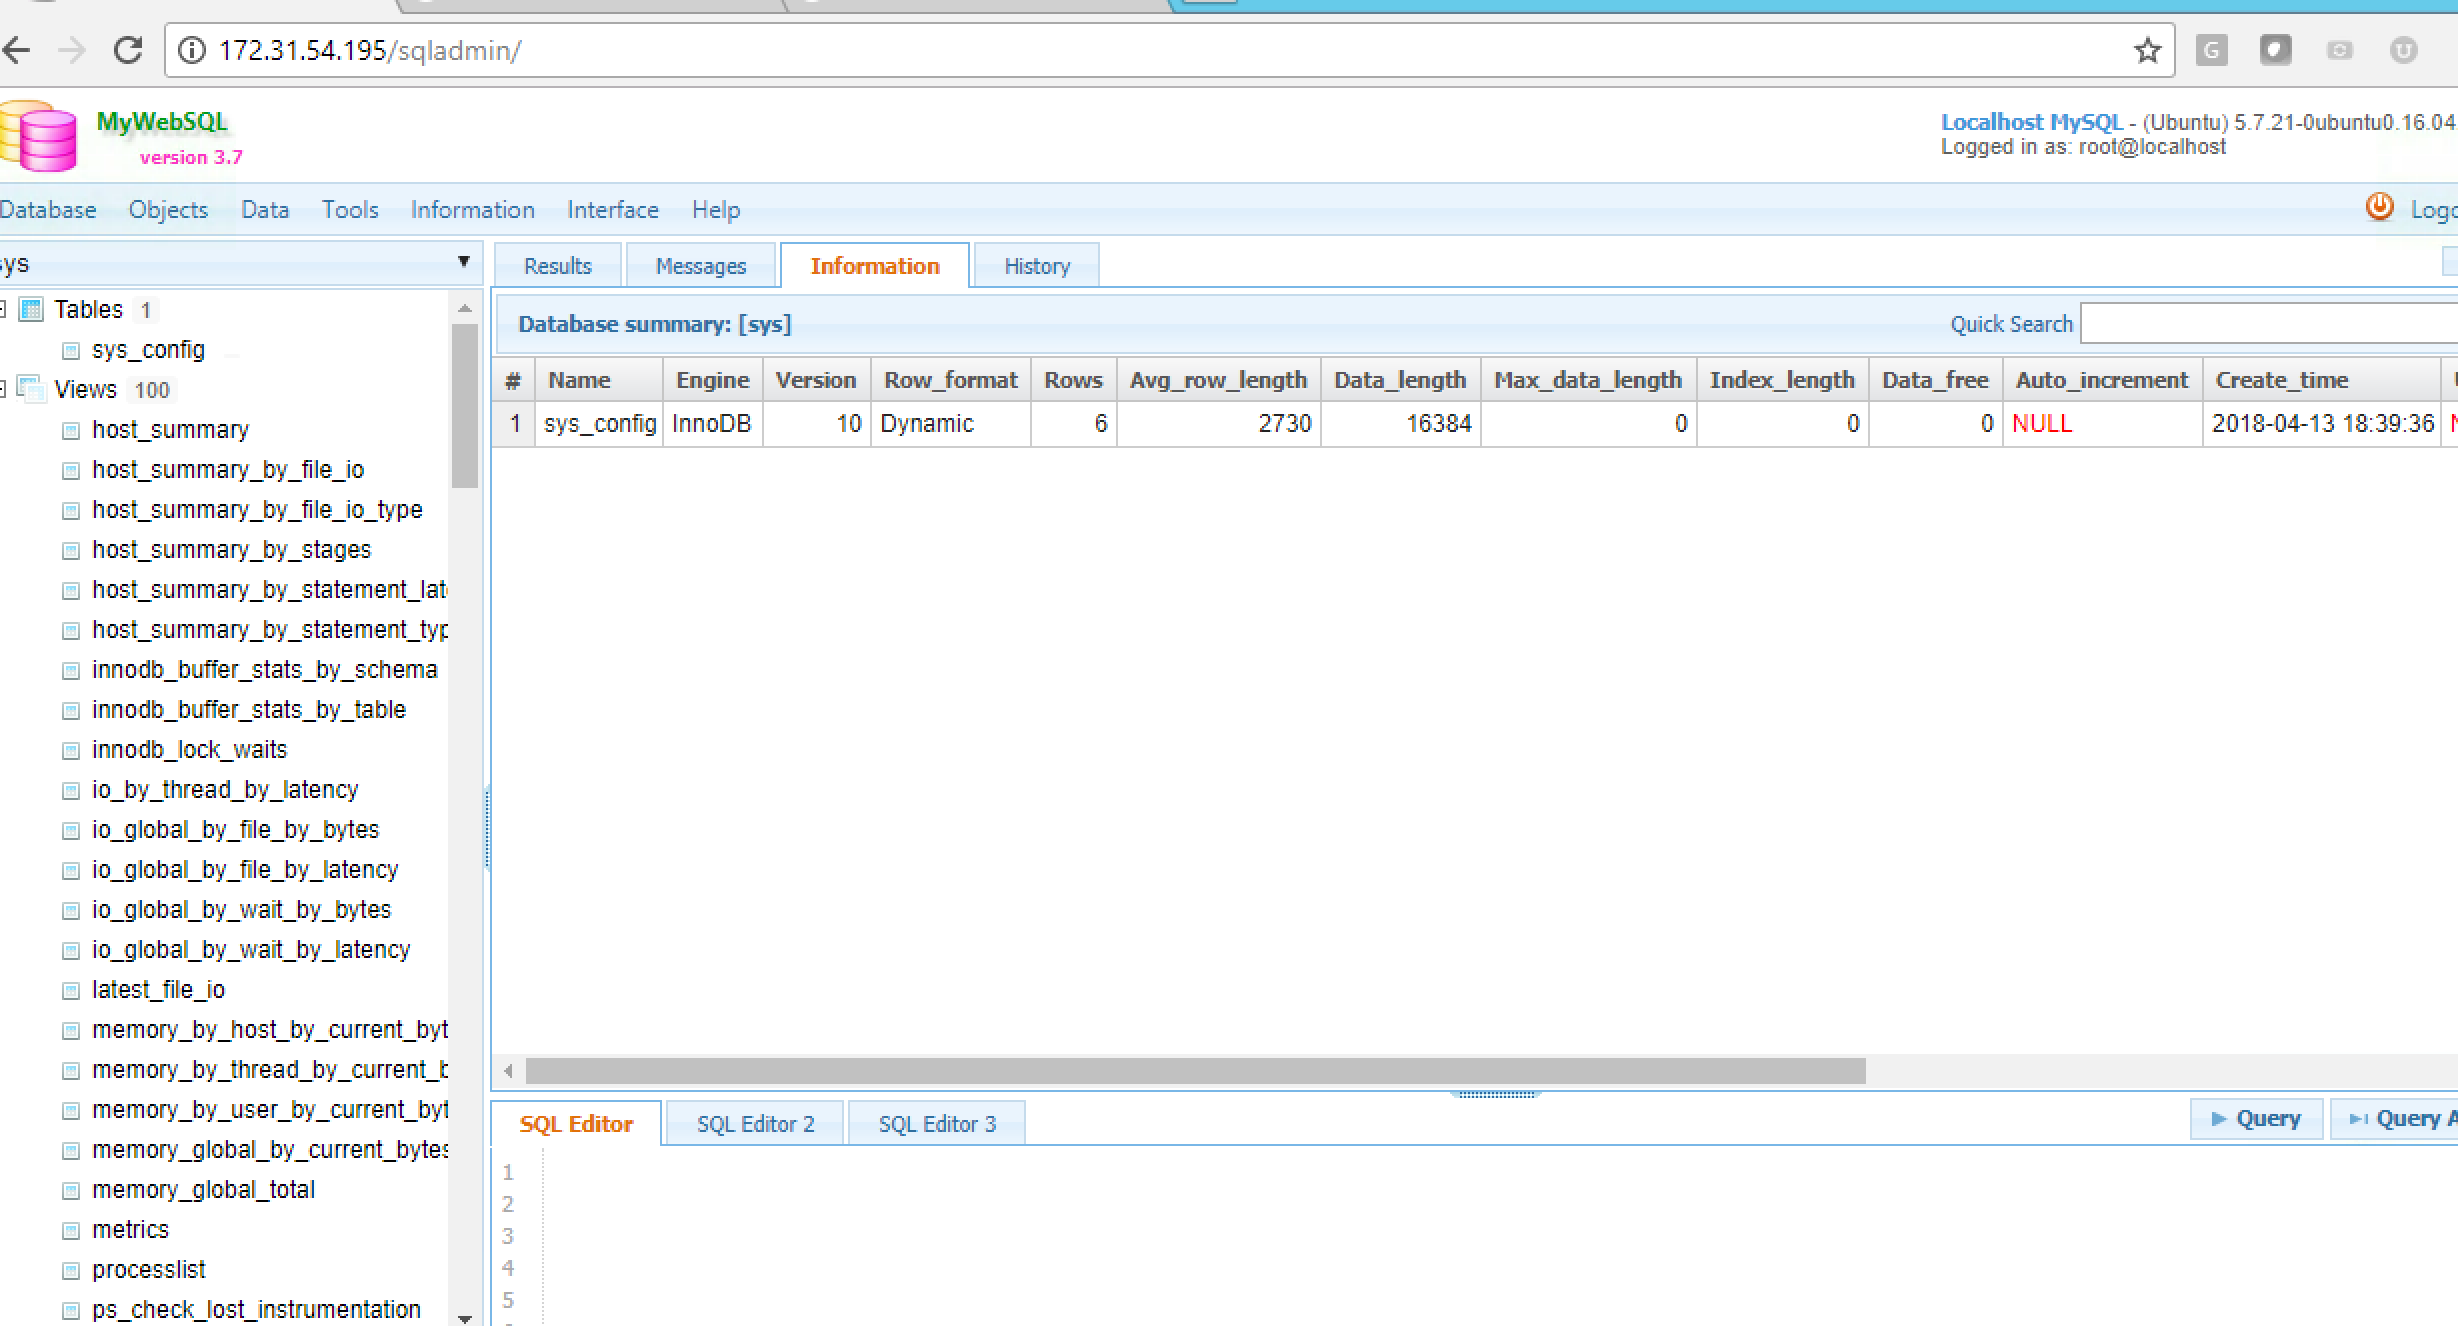 172.31.54.195/sqladmin/
MyWebSQL
version 3.7
Localhost MySQL - (Ubuntu) 5.7.21-0ubuntu0.16.04
Logged in as: root@localhost
Database Objects Data Tools Information Interface Help
ys
Results Messages Information History
Tables 1
Database summary: [sys] Quick Search
sys_config
# Name Engine Version Row_format Rows Avg_row_length Data_length Max_data_length Index_length Data_free Auto_increment Create_time
1 sys_config InnoDB 10 Dynamic 6 2730 16384 0 0 0 NULL 2018-04-13 18:39:36
Views 100
host_summary
host_summary_by_file_io
host_summary_by_file_io_type
host_summary_by_stages
host_summary_by_statement_lat
host_summary_by_statement_typ
innodb_buffer_stats_by_schema
innodb_buffer_stats_by_table
innodb_lock_waits
io_by_thread_by_latency
io_global_by_file_by_bytes
io_global_by_file_by_latency
io_global_by_wait_by_bytes
io_global_by_wait_by_latency
latest_file_io
memory_by_host_by_current_byt
memory_by_thread_by_current_b
memory_by_user_by_current_byt
memory_global_by_current_bytes
memory_global_total
metrics
processlist
ps_check_lost_instrumentation
SQL Editor SQL Editor 2 SQL Editor 3 Query Query A
1
2
3
4
5